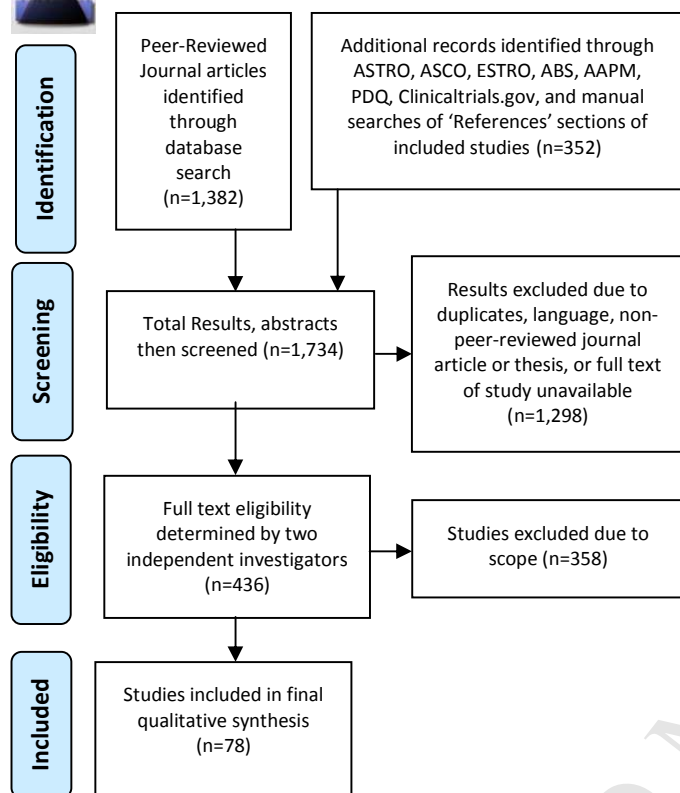 Identification
Peer-Reviewed
Journal articles
identified
through
database
search
(n=1,382)
Additional records identified through
ASTRO, ASCO, ESTRO, ABS, AAPM,
PDQ, Clinicaltrials.gov, and manual
searches of ‘References’ sections of
included studies (n=352)
Screening
Total Results, abstracts
then screened (n=1,734)
Results excluded due to
duplicates, language, non-
peer-reviewed journal
article or thesis, or full text
of study unavailable
(n=1,298)
Eligibility
Full text eligibility
determined by two
independent investigators
(n=436)
Studies excluded due to
scope (n=358)
Included
Studies included in final
qualitative synthesis
(n=78)